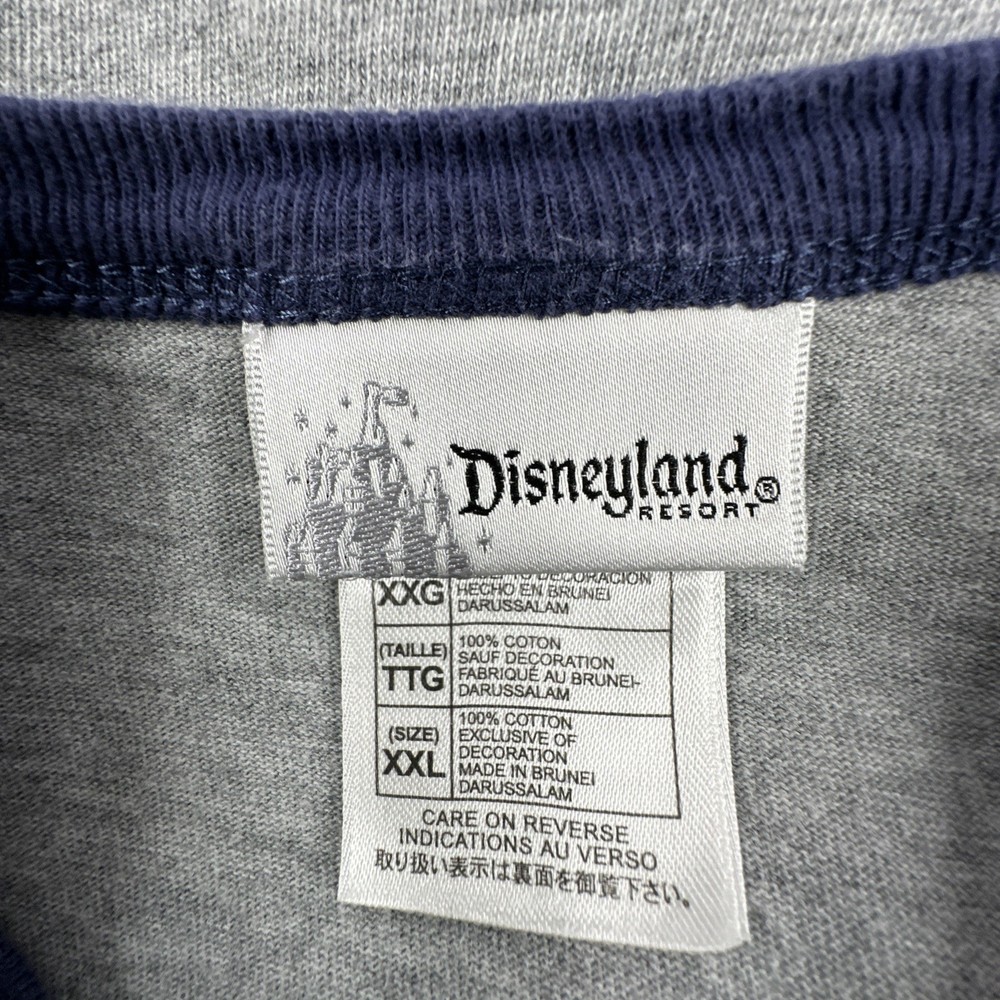 Disneyland®
RESORT
DECORACION
XXG
HECHO EN BRUNEI
DARUSSALAM
(TAILLE)
TTG
100% COTON
SAUF DECORATION
FABRIQUÉ AU BRUNEI-
DARUSSALAM
(SIZE)
XXL
100% COTTON
EXCLUSIVE OF
DECORATION
MADE IN BRUNEI
DARUSSALAM
CARE ON REVERSE
INDICATIONS AU VERSO
取り扱い表示は裏面を御覧下さい。